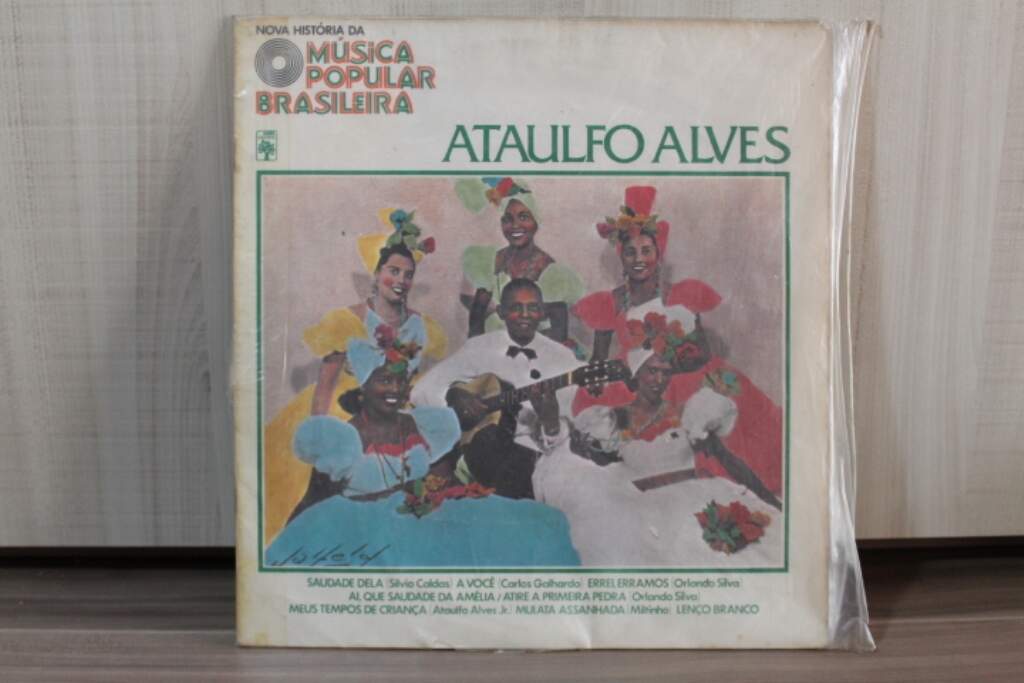 NOVA HISTÓRIA DA
MÚSICA
POPULAR
BRASILEIRA
ATAULFO ALVES
SAUDADE DELA (Silvio Caldas) A VOCÊ (Carlos Galhardo) ERREI, ERRAMOS (Orlando Silva)
AI, QUE SAUDADE DA AMÉLIA / ATIRE A PRIMEIRA PEDRA (Orlando Silva)
MEUS TEMPOS DE CRIANÇA (Ataulfo Alves Jr.) MULATA ASSANHADA (Miltinho) LENÇO BRANCO